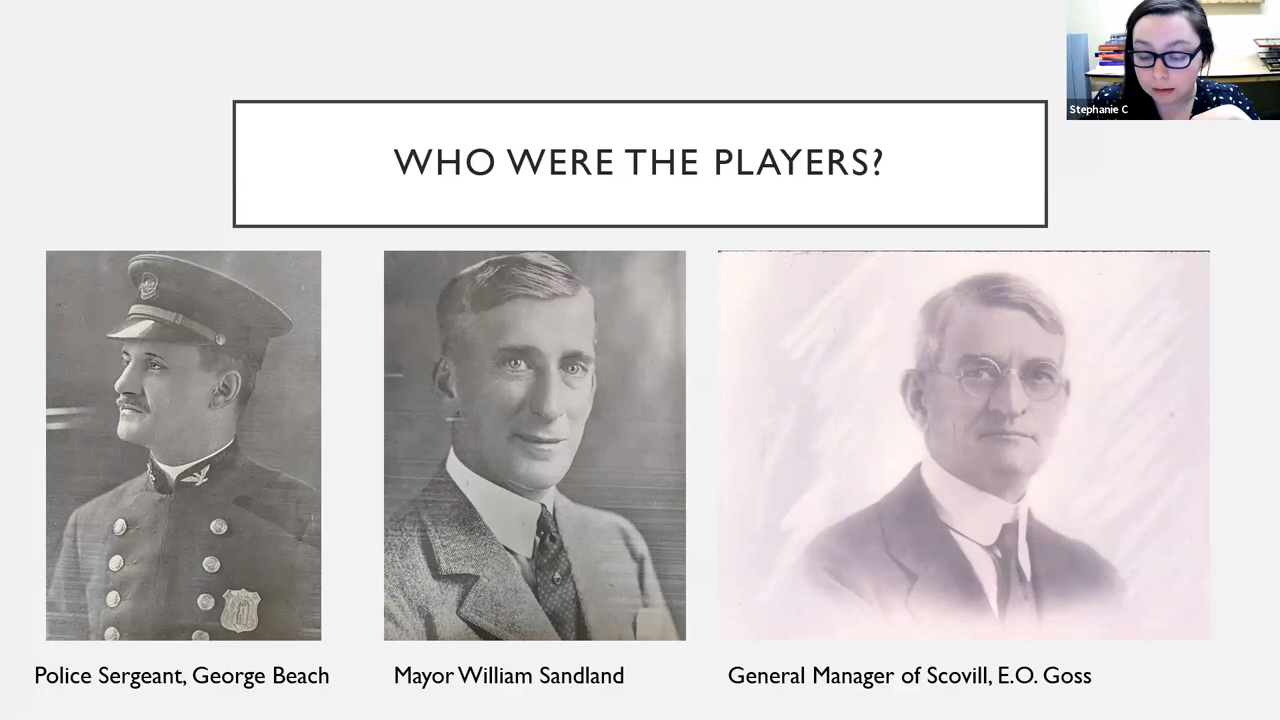 Stephanie C
WHO WERE THE PLAYERS?
Police Sergeant, George Beach
Mayor William Sandland
General Manager of Scovill, E.O. Goss